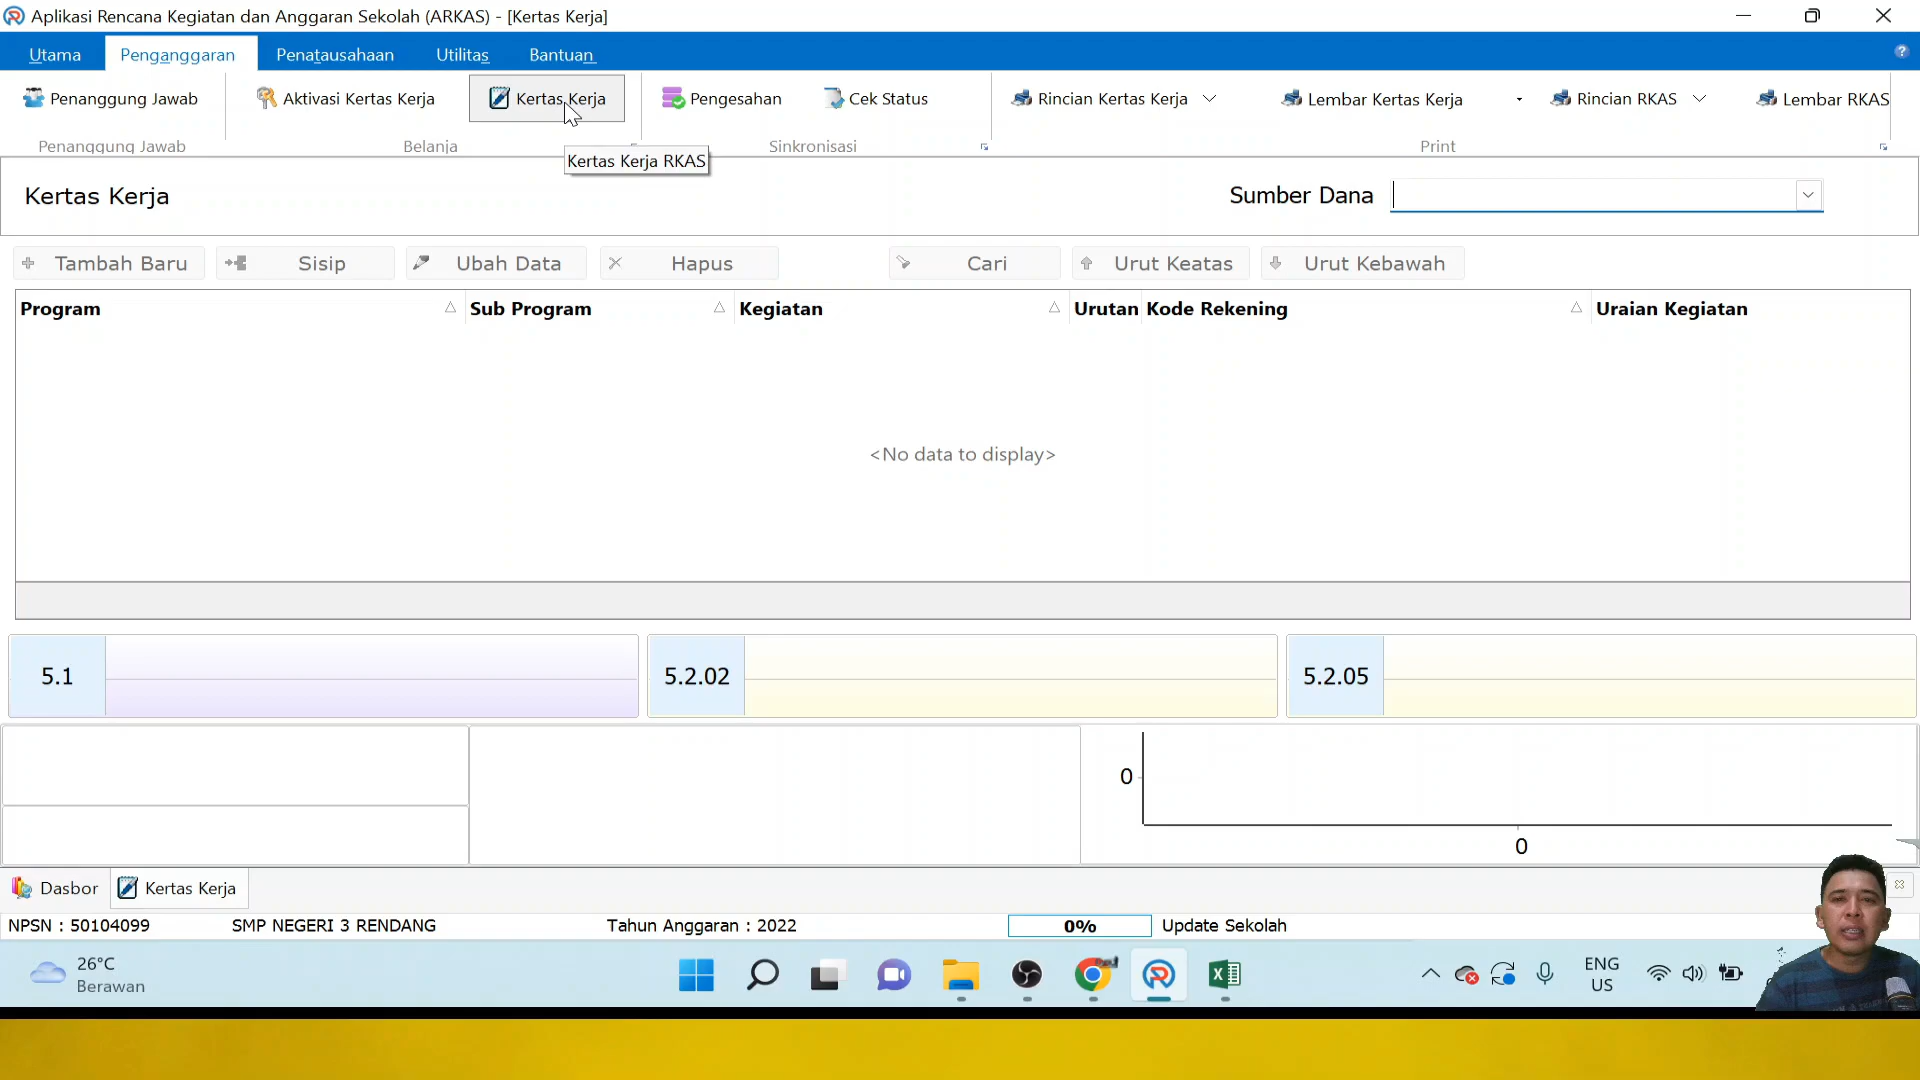 Aplikasi Rencana Kegiatan dan Anggaran Sekolah (ARKAS) - [Kertas Kerja]
Utama Penganggaran Penatausahaan Utilitas Bantuan
Penanggung Jawab Aktivasi Kertas Kerja Kertas Kerja Pengesahan Cek Status Rincian Kertas Kerja Lembar Kertas Kerja Rincian RKAS Lembar RKAS
Penanggung Jawab Belanja Sinkronisasi Print
Kertas Kerja RKAS
Kertas Kerja Sumber Dana
Tambah Baru Sisip Ubah Data Hapus Cari Urut Keatas Urut Kebawah
Program Sub Program Kegiatan Urutan Kode Rekening Uraian Kegiatan
<No data to display>
5.1 5.2.02 5.2.05
0
0
Dasbor Kertas Kerja
NPSN : 50104099 SMP NEGERI 3 RENDANG Tahun Anggaran : 2022 0% Update Sekolah
26°C
Berawan
ENG
US